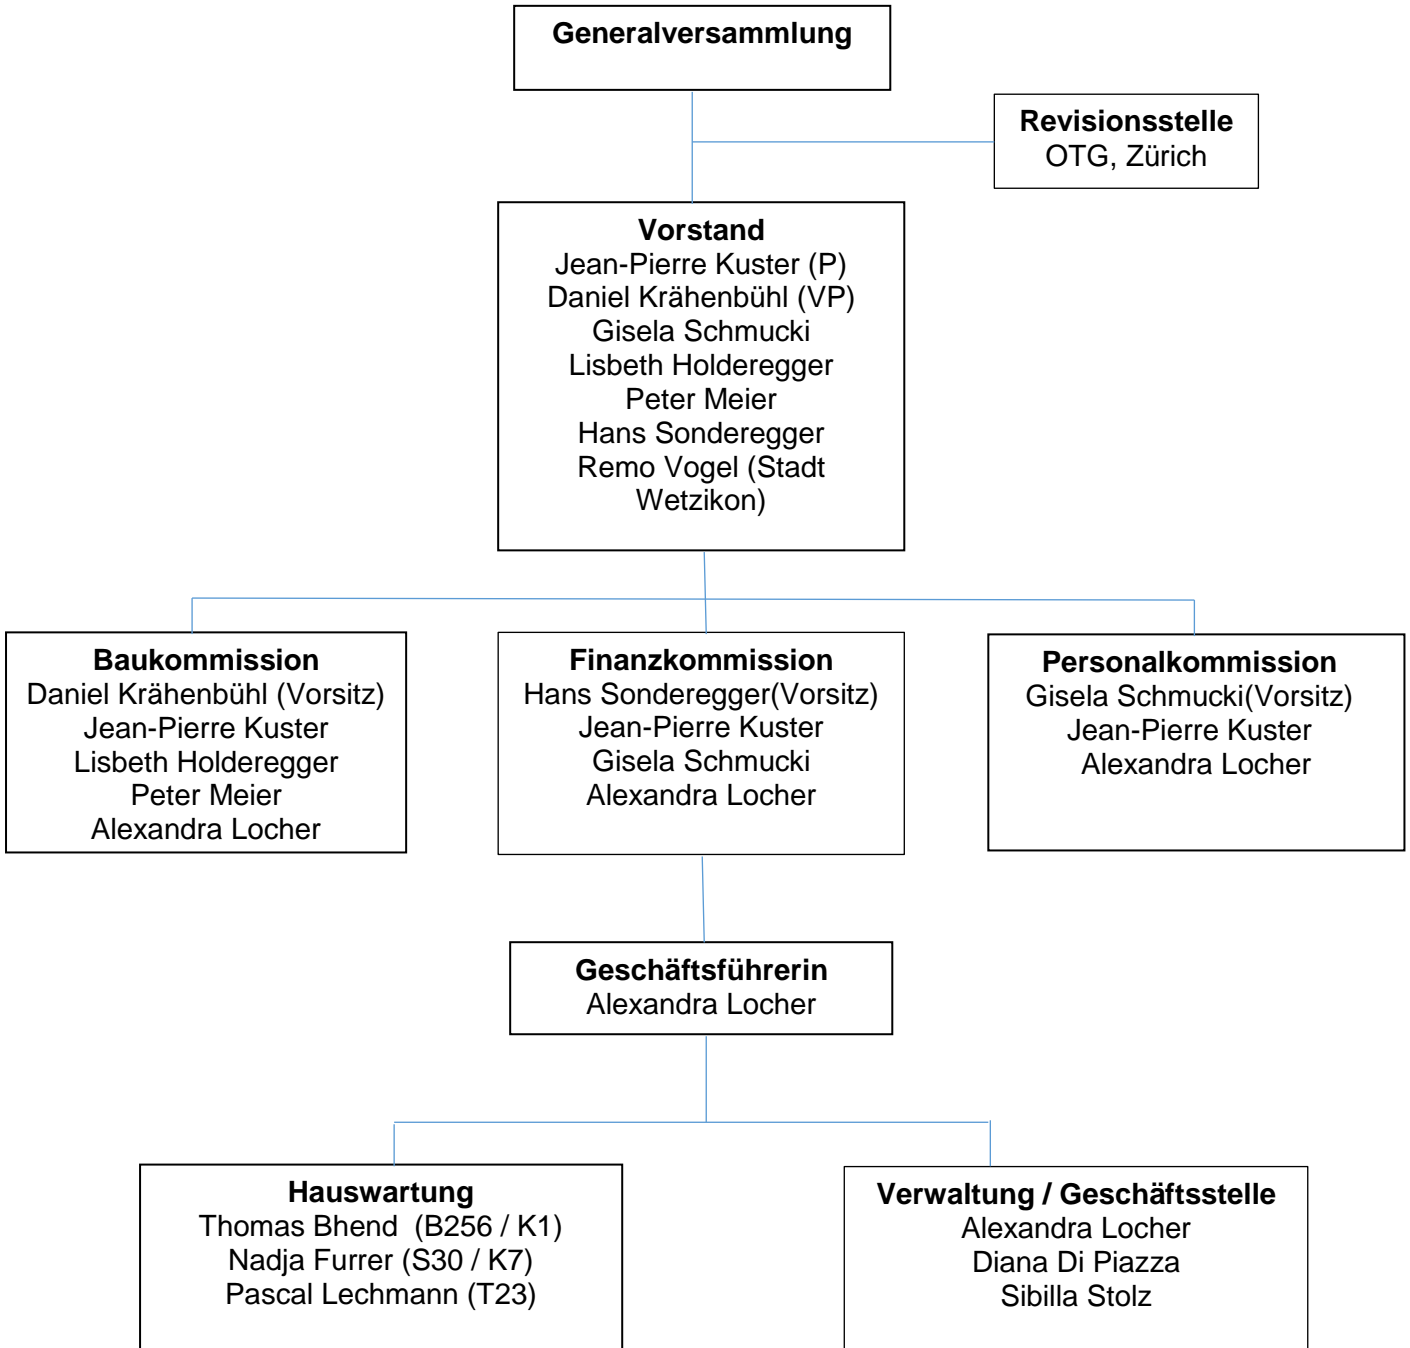 Generalversammlung
Revisionsstelle
OTG, Zürich
Vorstand
Jean-Pierre Kuster (P)
Daniel Krähenbühl (VP)
Gisela Schmucki
Lisbeth Holderegger
Peter Meier
Hans Sonderegger
Remo Vogel (Stadt
Wetzikon)
Baukommission
Daniel Krähenbühl (Vorsitz)
Jean-Pierre Kuster
Lisbeth Holderegger
Peter Meier
Alexandra Locher
Finanzkommission
Hans Sonderegger(Vorsitz)
Jean-Pierre Kuster
Gisela Schmucki
Alexandra Locher
Personalkommission
Gisela Schmucki(Vorsitz)
Jean-Pierre Kuster
Alexandra Locher
Geschäftsführerin
Alexandra Locher
Hauswartung
Thomas Bhend  (B256 / K1)
Nadja Furrer (S30 / K7)
Pascal Lechmann (T23)
Verwaltung / Geschäftsstelle
Alexandra Locher
Diana Di Piazza
Sibilla Stolz